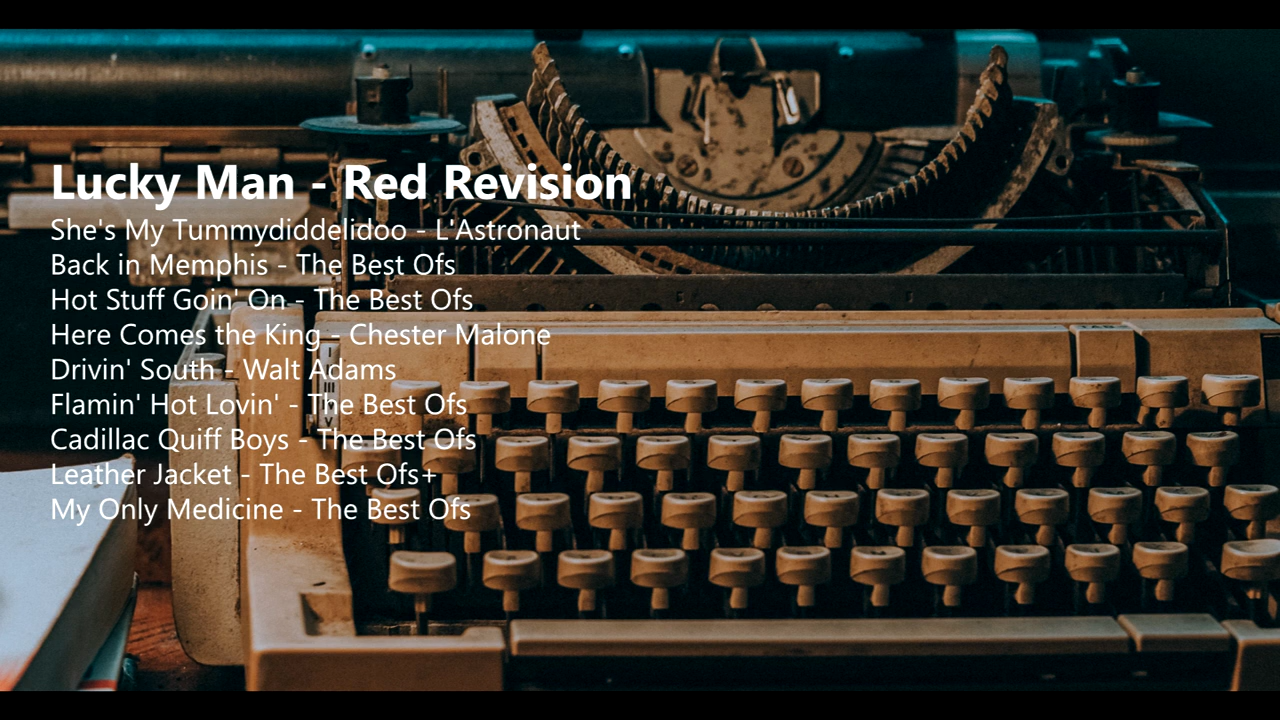 Lucky Man - Red Revision
She's My Tummydiddelidoo - L'Astronaut
Back in Memphis - The Best Ofs
Hot Stuff Goin' On - The Best Ofs
Here Comes the King - Chester Malone
Drivin' South - Walt Adams
Flamin' Hot Lovin' - The Best Ofs
Cadillac Quiff Boys - The Best Ofs
Leather Jacket - The Best Ofs+
My Only Medicine - The Best Ofs